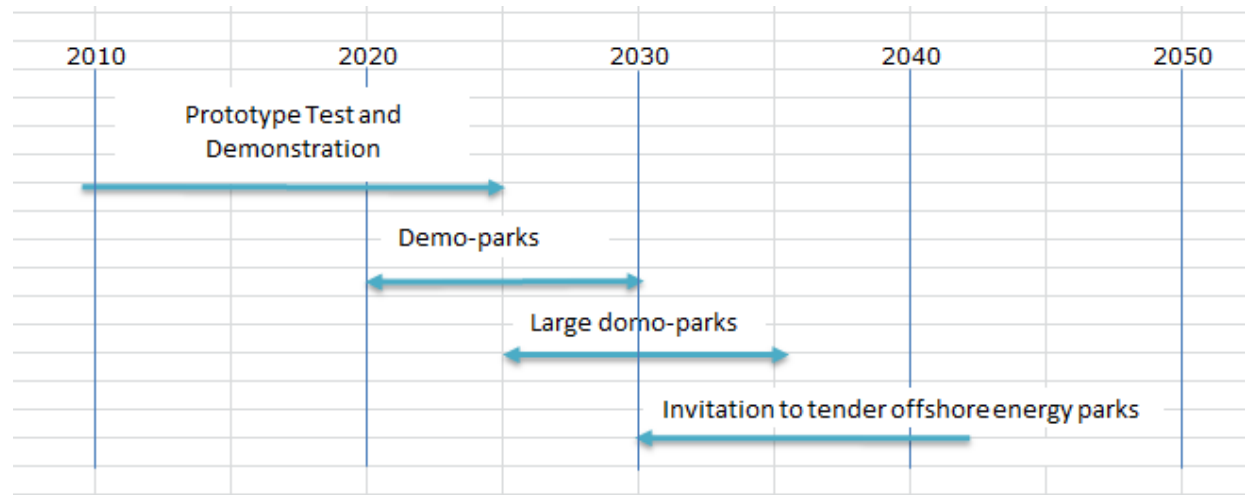 2010 2020 2030 2040 2050
Prototype Test and
Demonstration
Demo-parks
Large domo-parks
Invitation to tender offshore energy parks